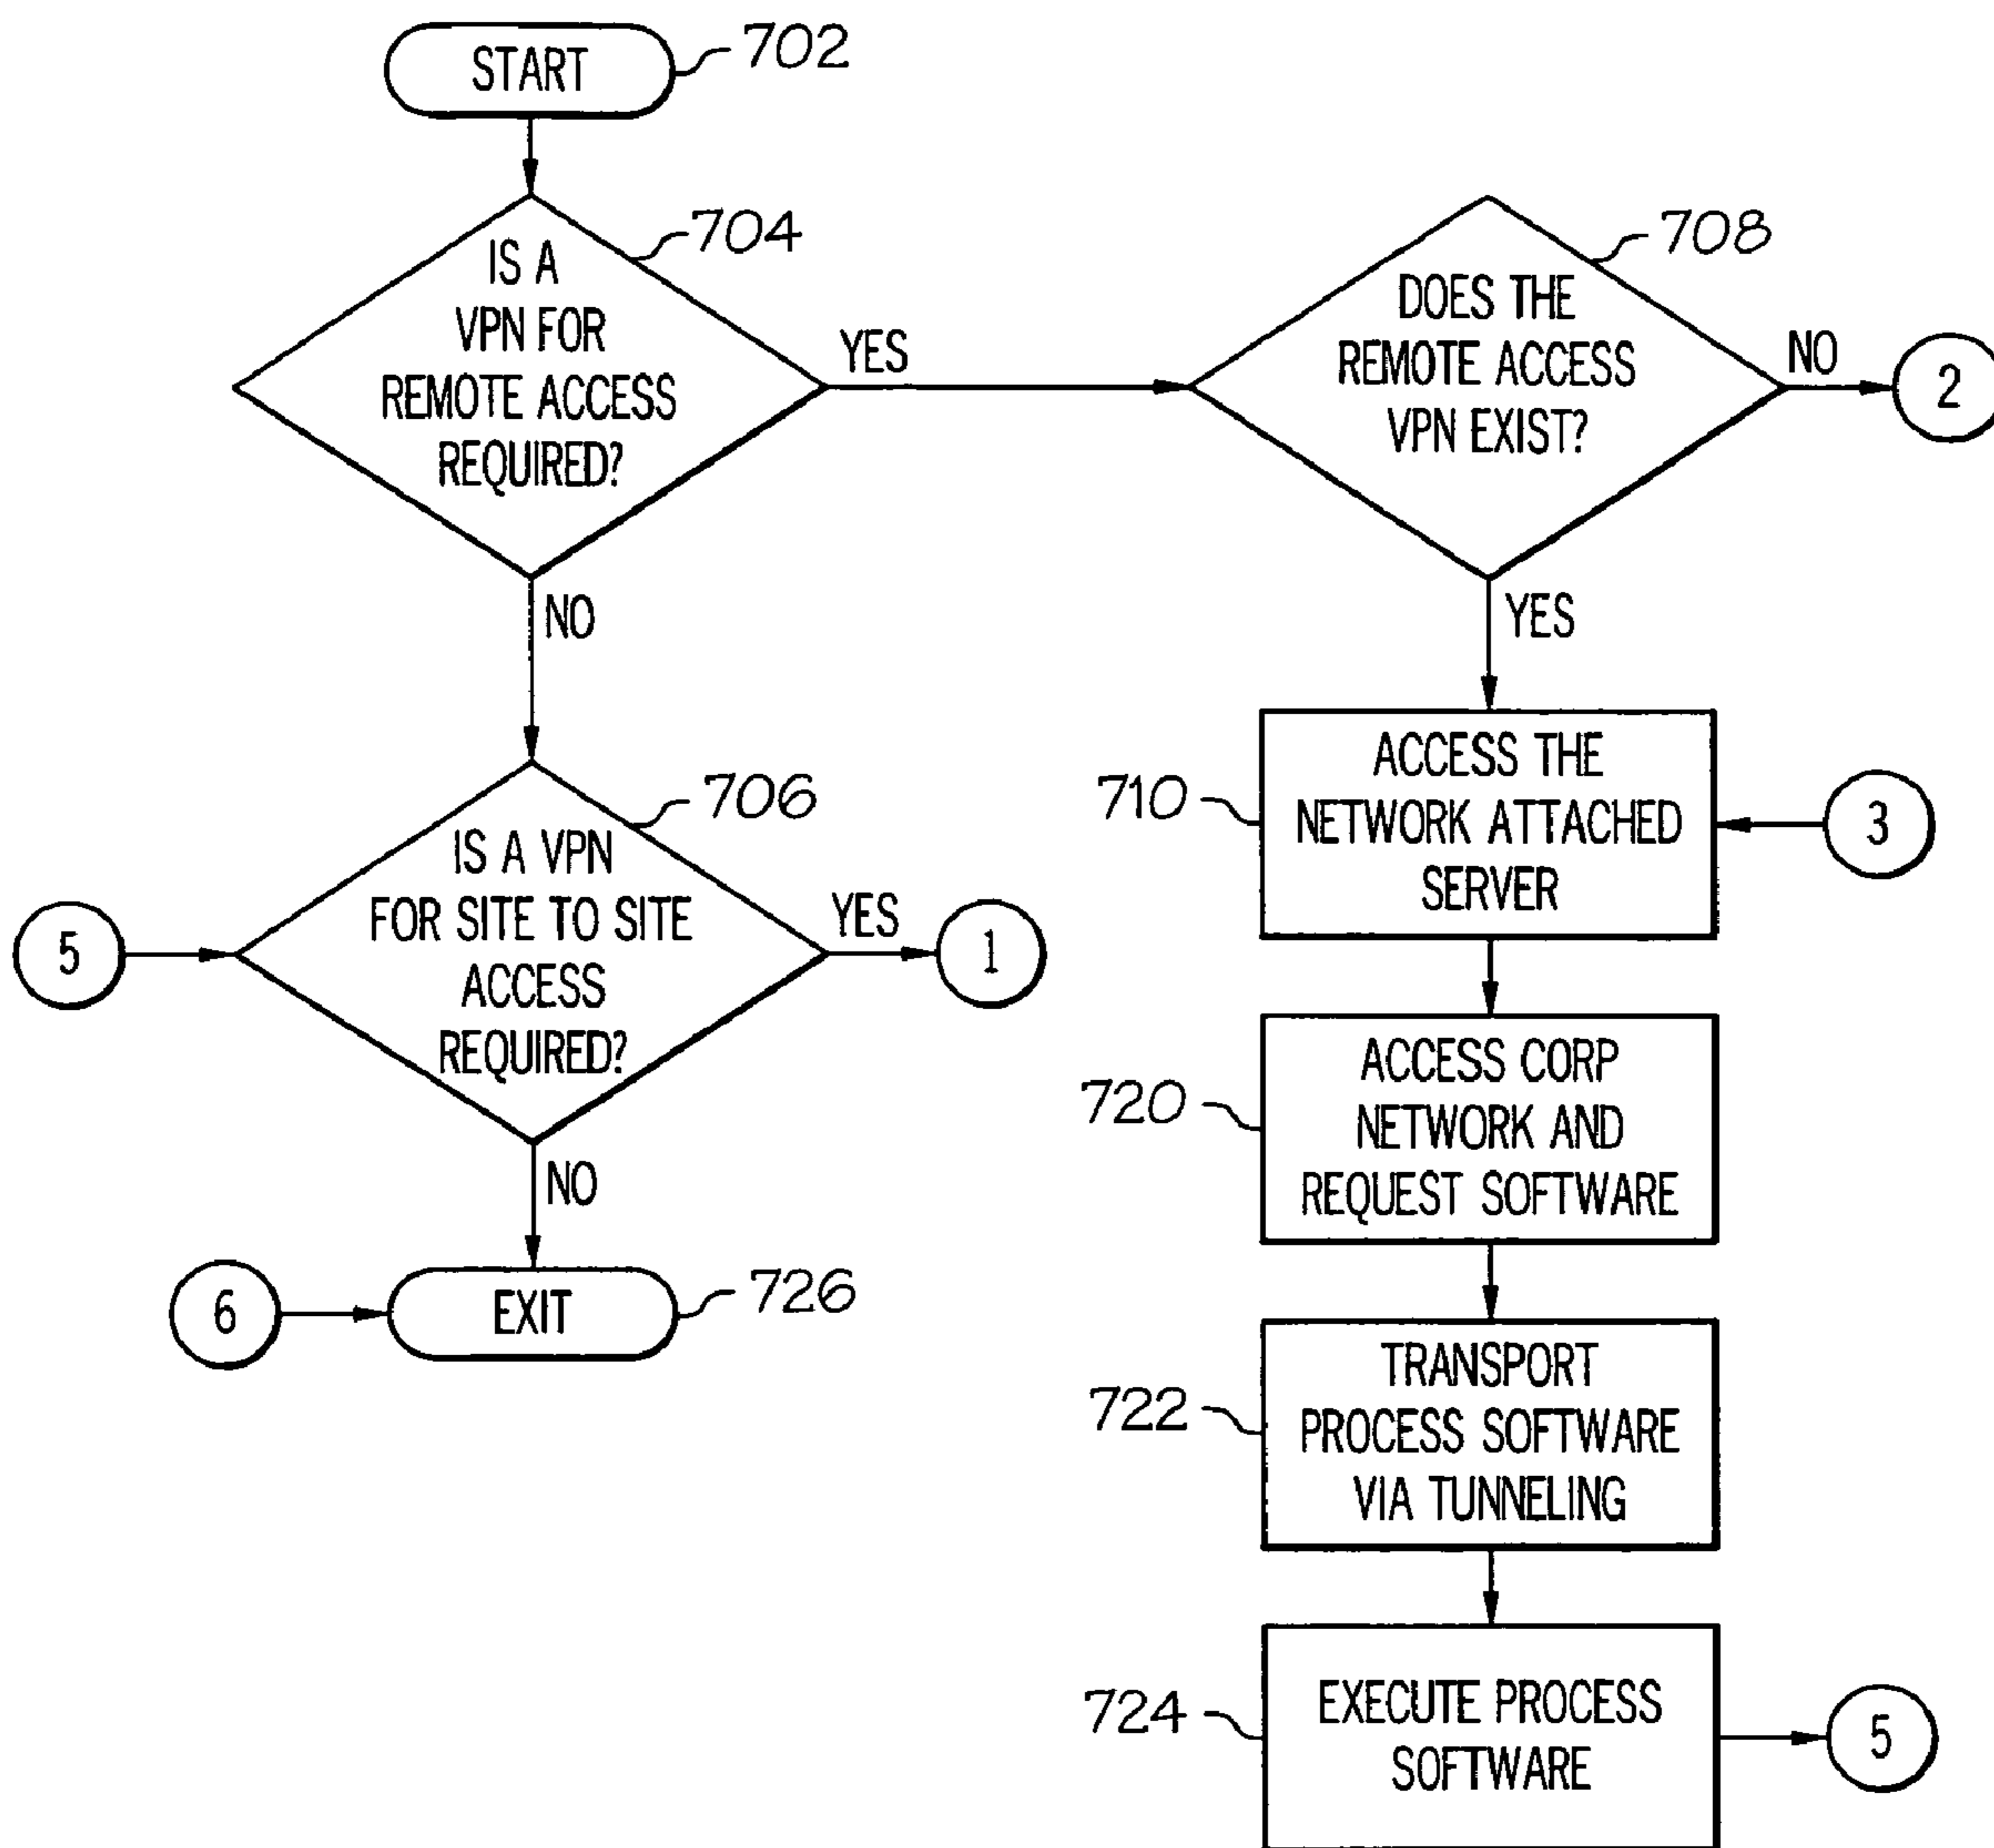 START
702
IS A
VPN FOR
REMOTE ACCESS
REQUIRED?
704
YES
NO
DOES THE
REMOTE ACCESS
VPN EXIST?
708
NO
2
YES
IS A VPN
FOR SITE TO SITE
ACCESS
REQUIRED?
706
5
YES
1
NO
6
EXIT
726
ACCESS THE
NETWORK ATTACHED
SERVER
710
3
ACCESS CORP
NETWORK AND
REQUEST SOFTWARE
720
TRANSPORT
PROCESS SOFTWARE
VIA TUNNELING
722
EXECUTE PROCESS
SOFTWARE
724
5